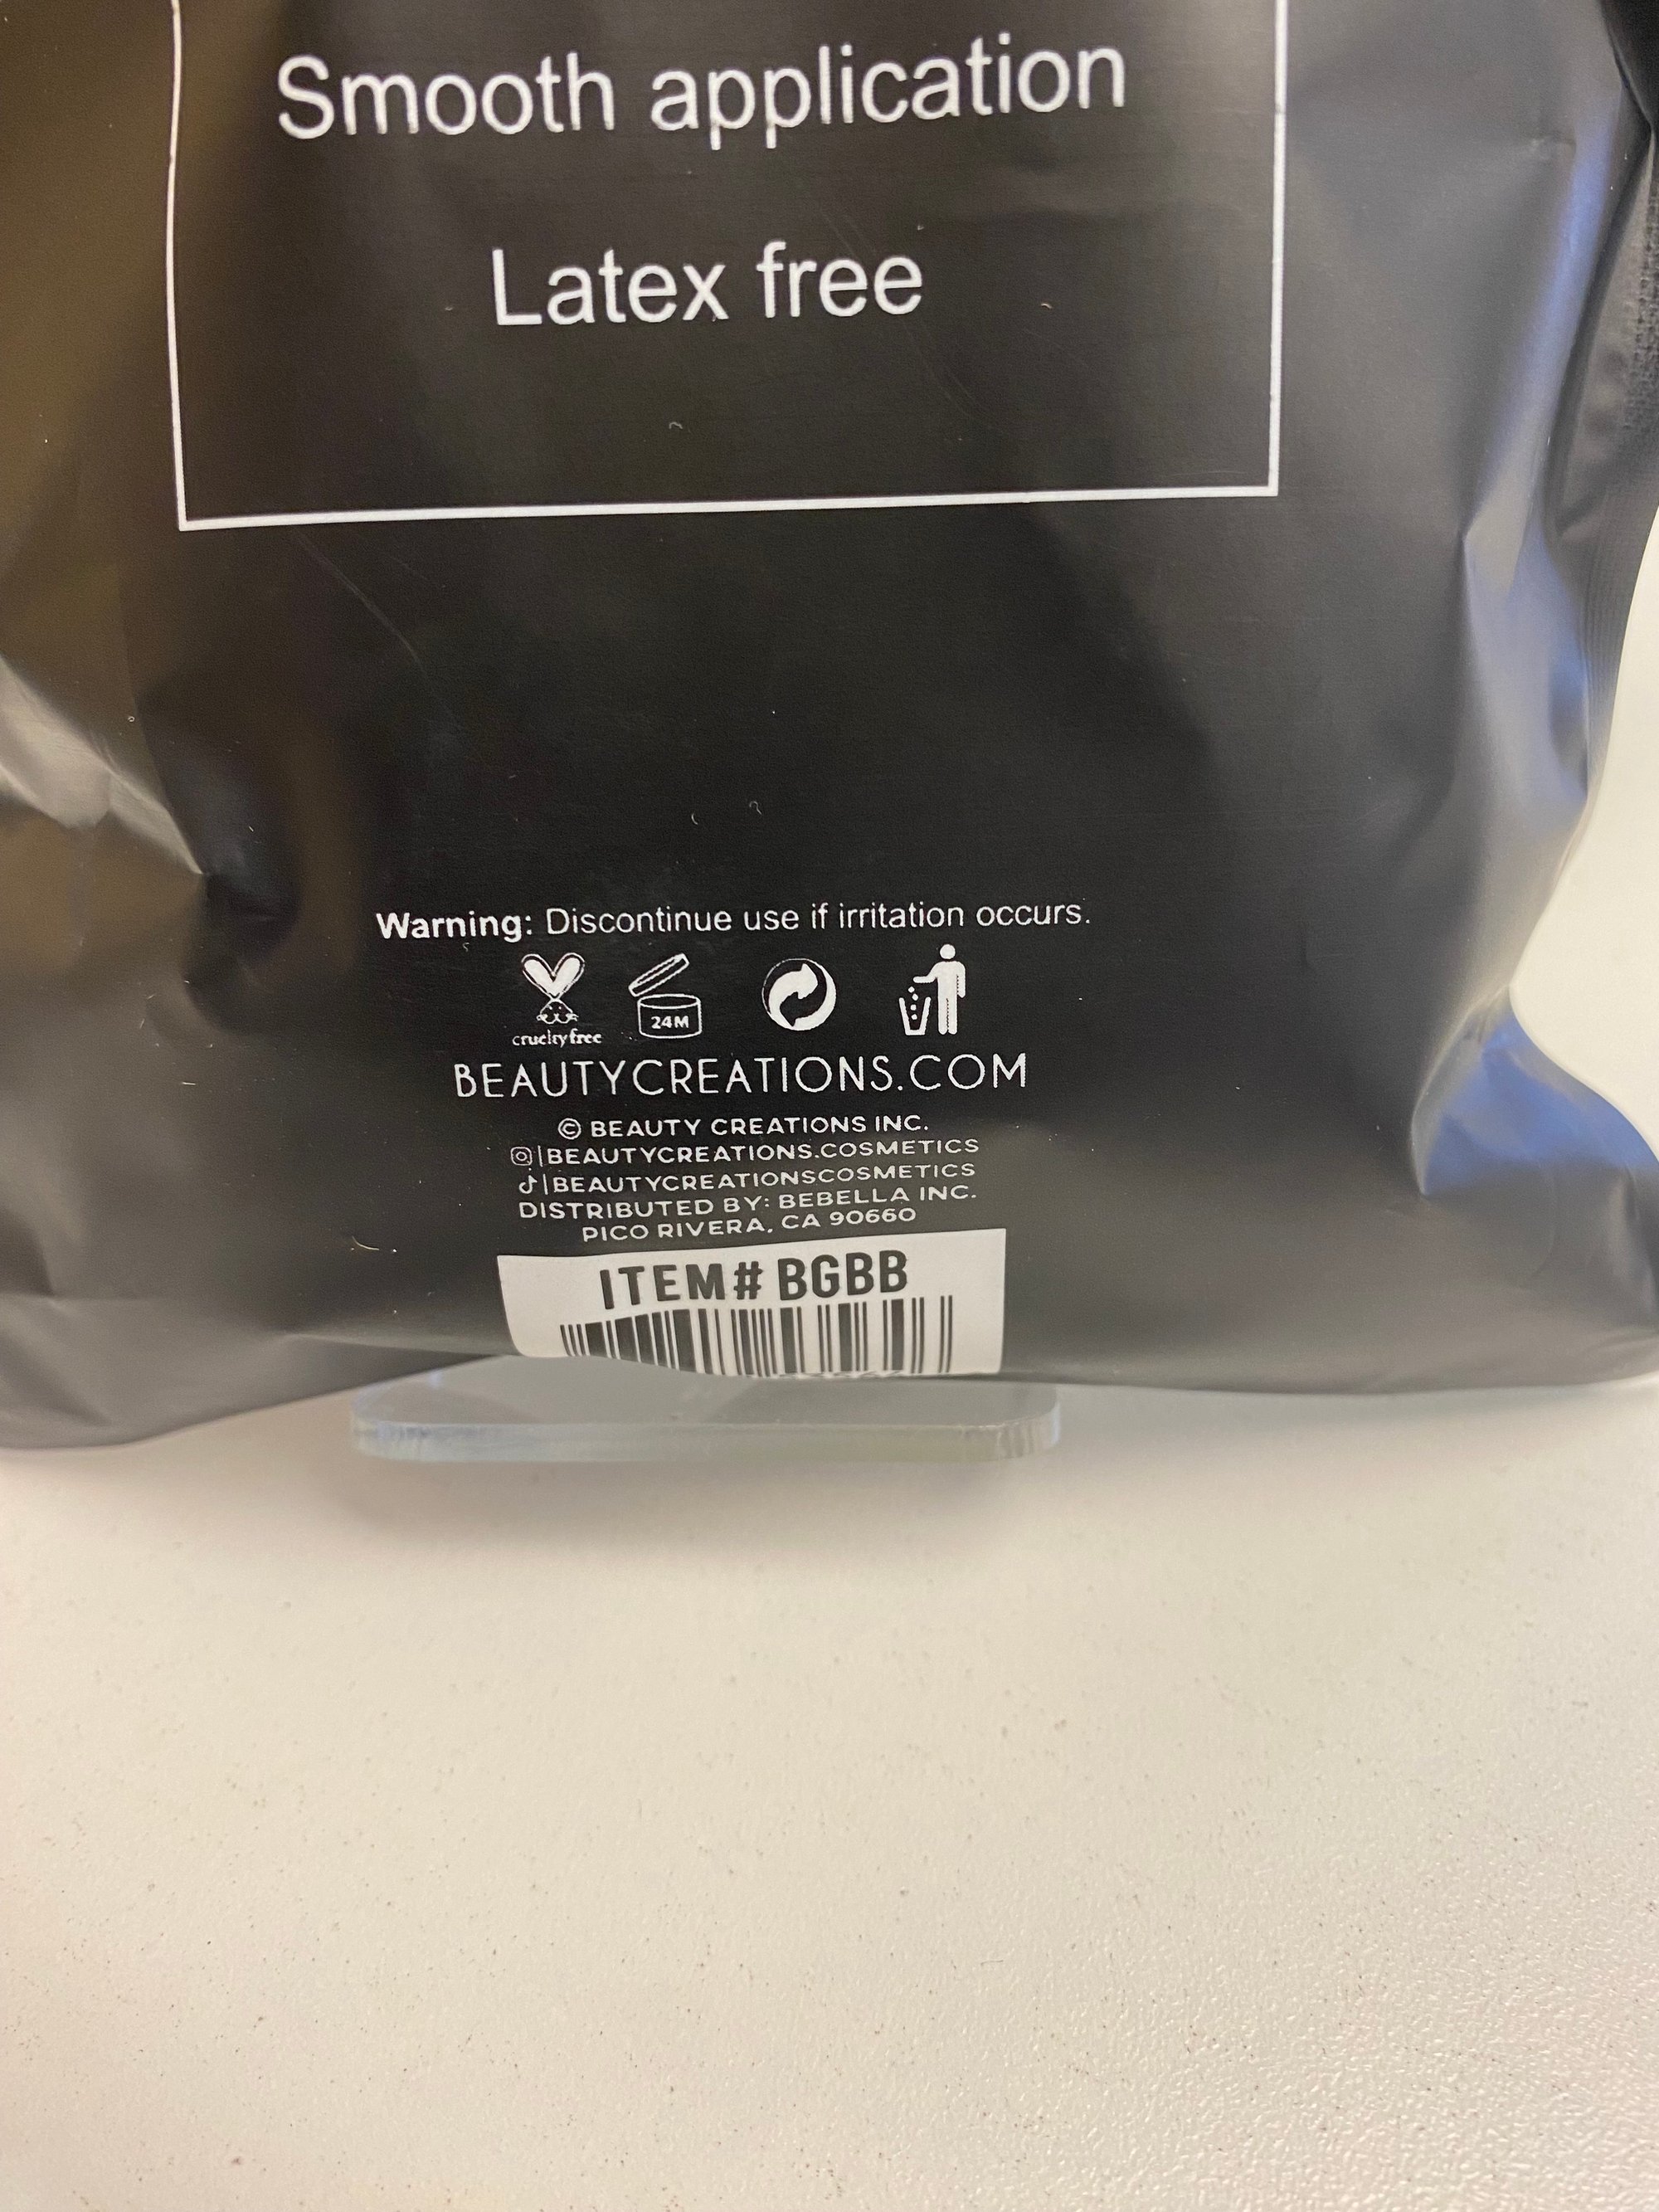 Smooth application
Latex free
Warning: Discontinue use if irritation occurs.
crueltyfree
24M
BEAUTYCREATIONS.COM
© BEAUTY CREATIONS INC.
|BEAUTYCREATIONS.COSMETICS
|BEAUTYCREATIONSCOSMETICS
DISTRIBUTED BY: BEBELLA INC.
PICO RIVERA, CA 90660
ITEM# BGBB